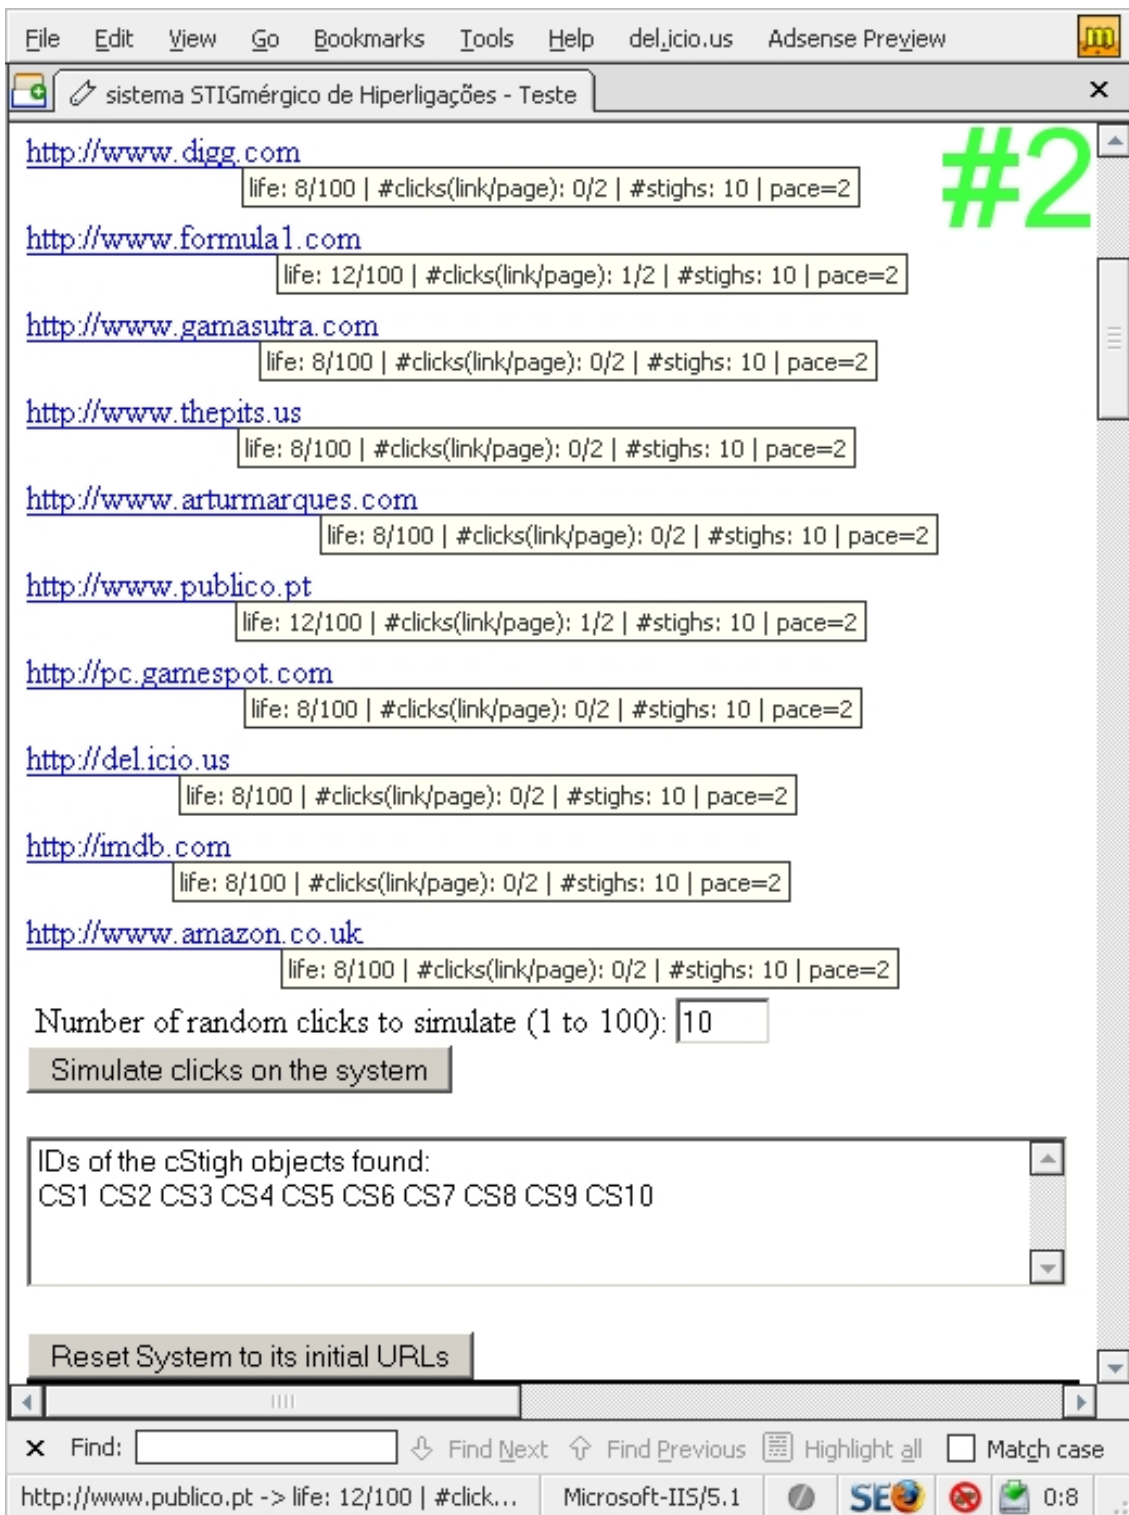 File Edit View Go Bookmarks Tools Help del.icio.us Adsense Preview
sistema STIGmérgico de Hiperligações - Teste
#2
http://www.digg.com
life: 8/100 | #clicks(link/page): 0/2 | #stighs: 10 | pace=2
http://www.formula1.com
life: 12/100 | #clicks(link/page): 1/2 | #stighs: 10 | pace=2
http://www.gamasutra.com
life: 8/100 | #clicks(link/page): 0/2 | #stighs: 10 | pace=2
http://www.thepits.us
life: 8/100 | #clicks(link/page): 0/2 | #stighs: 10 | pace=2
http://www.arturmarques.com
life: 8/100 | #clicks(link/page): 0/2 | #stighs: 10 | pace=2
http://www.publico.pt
life: 12/100 | #clicks(link/page): 1/2 | #stighs: 10 | pace=2
http://pc.gamespot.com
life: 8/100 | #clicks(link/page): 0/2 | #stighs: 10 | pace=2
http://del.icio.us
life: 8/100 | #clicks(link/page): 0/2 | #stighs: 10 | pace=2
http://imdb.com
life: 8/100 | #clicks(link/page): 0/2 | #stighs: 10 | pace=2
http://www.amazon.co.uk
life: 8/100 | #clicks(link/page): 0/2 | #stighs: 10 | pace=2
Number of random clicks to simulate (1 to 100): 10
Simulate clicks on the system
IDs of the cStigh objects found:
CS1 CS2 CS3 CS4 CS5 CS6 CS7 CS8 CS9 CS10
Reset System to its initial URLs
Find: Find Next Find Previous Highlight all Match case
http://www.publico.pt -> life: 12/100 | #click... Microsoft-IIS/5.1 SEO 0:8